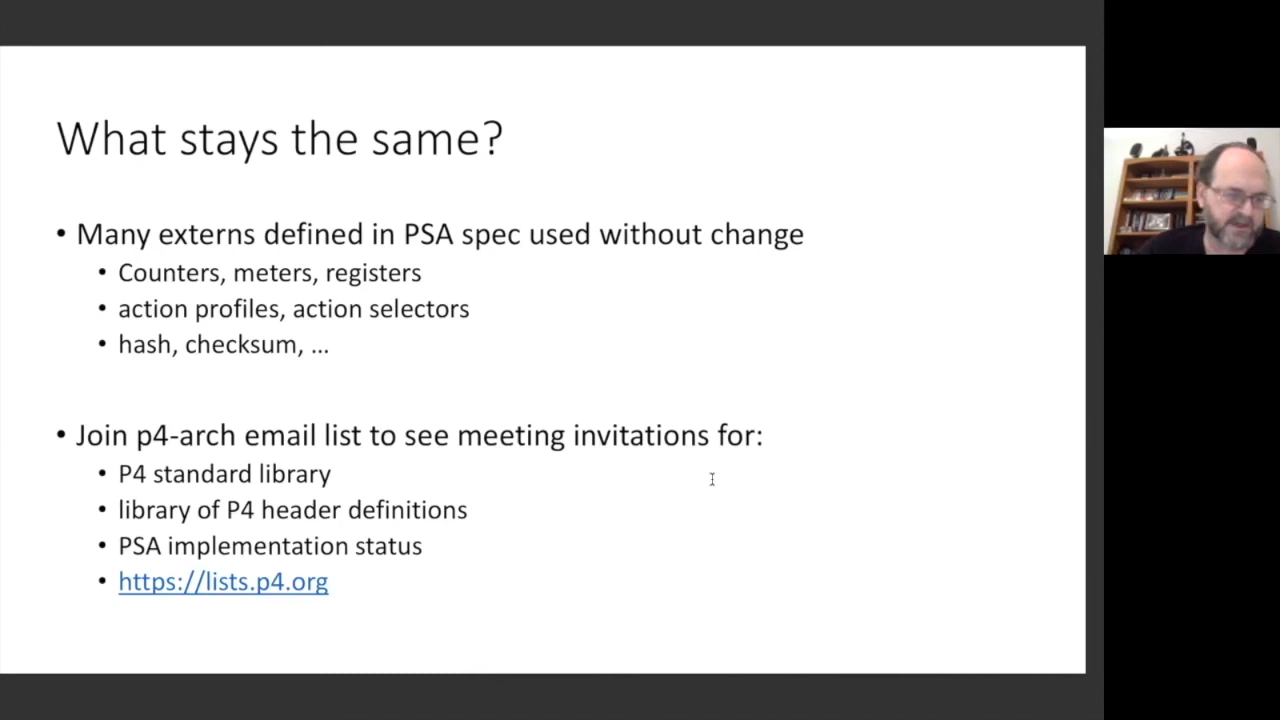 What stays the same?
• Many externs defined in PSA spec used without change
• Counters, meters, registers
• action profiles, action selectors
• hash, checksum, ...
• Join p4-arch email list to see meeting invitations for:
• P4 standard library
• library of P4 header definitions
• PSA implementation status
• https://lists.p4.org